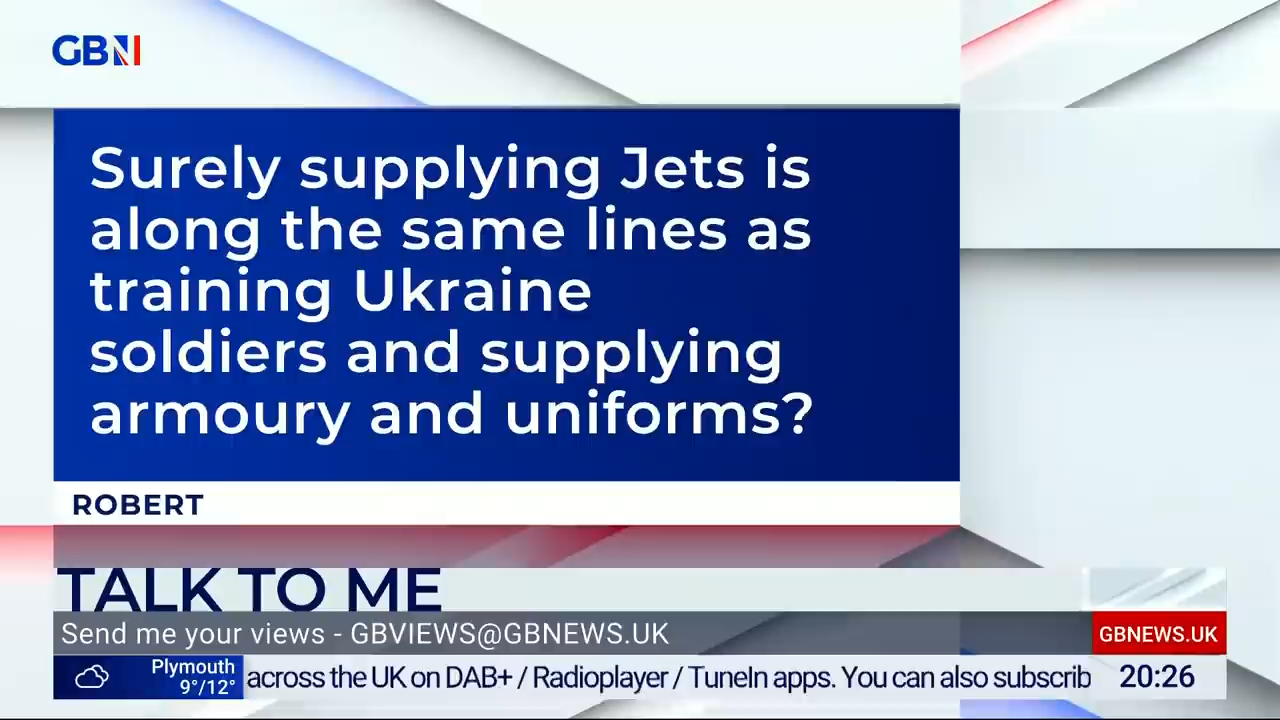 GBN
Surely supplying Jets is
along the same lines as
training Ukraine
soldiers and supplying
armoury and uniforms?
ROBERT
TALK TO ME
Send me your views - GBVIEWS@GBNEWS.UK
GBNEWS.UK
Plymouth
9°/12°
across the UK on DAB+ / Radioplayer / TuneIn apps. You can also subscrib
20:26